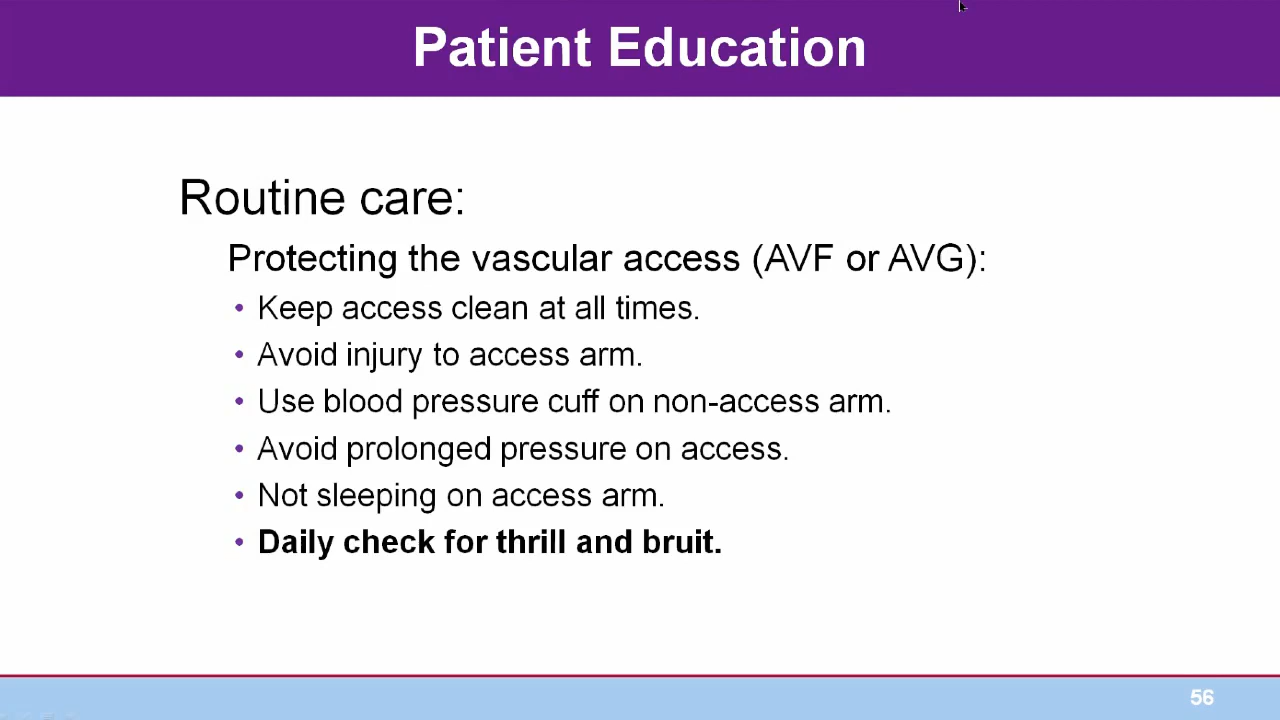 Patient Education
Routine care:
Protecting the vascular access (AVF or AVG):
• Keep access clean at all times.
• Avoid injury to access arm.
• Use blood pressure cuff on non-access arm.
• Avoid prolonged pressure on access.
• Not sleeping on access arm.
• Daily check for thrill and bruit.
56